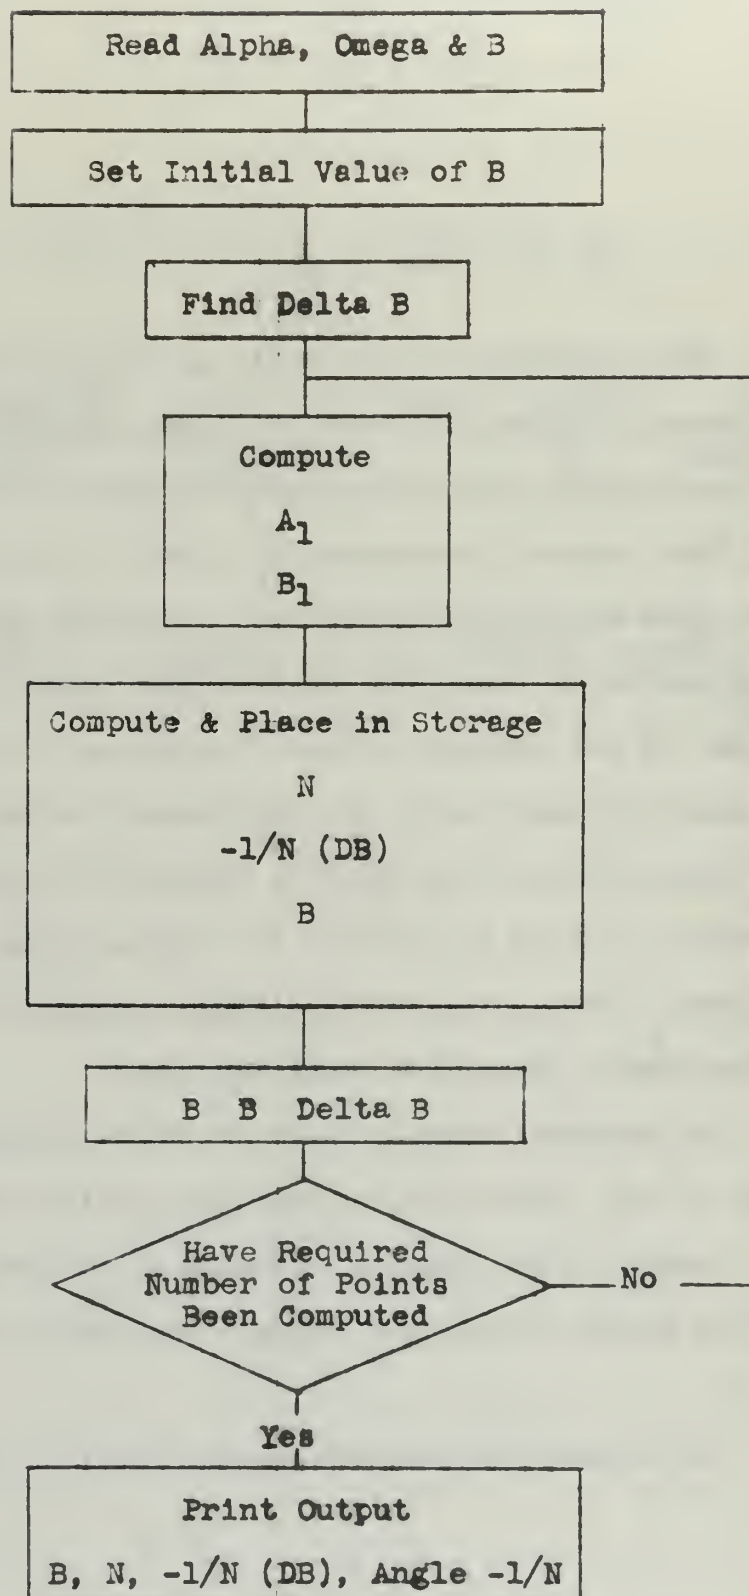 Read Alpha, Omega & B
Set Initial Value of B
Find Delta B
Compute
A1
B1
Compute & Place in Storage
N
-1/N (DB)
B
B B Delta B
Have Required
Number of Points
Been Computed
No
Yes
Print Output
B, N, -1/N (DB), Angle -1/N